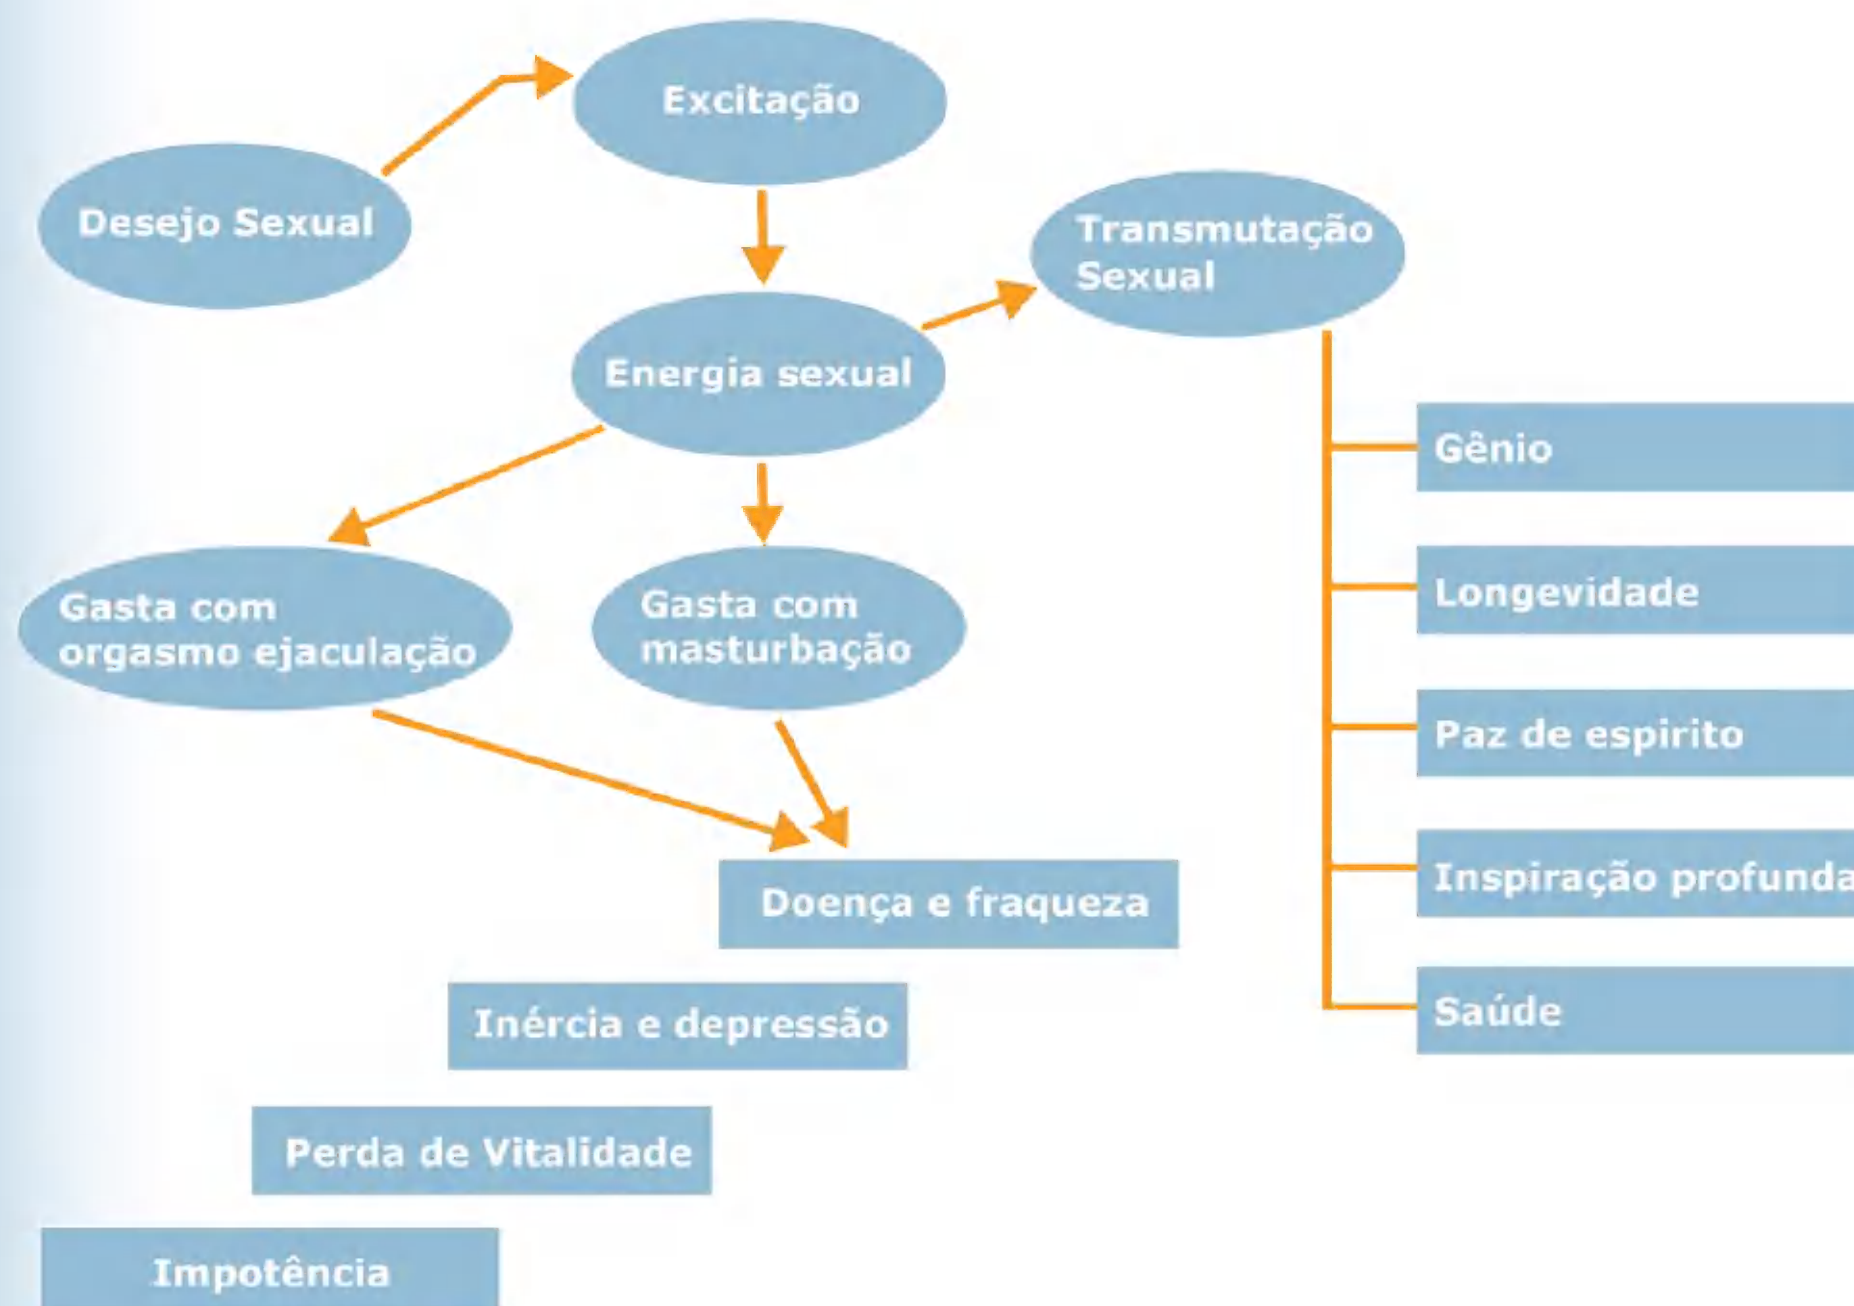 Excitação
Desejo Sexual
Transmutação
Sexual
Energia sexual
Gênio
Longevidade
Gasta com
orgasmo ejaculação
Gasta com
masturbação
Paz de espirito
Inspiração profunda
Doença e fraqueza
Saúde
Inércia e depressão
Perda de Vitalidade
Impotência